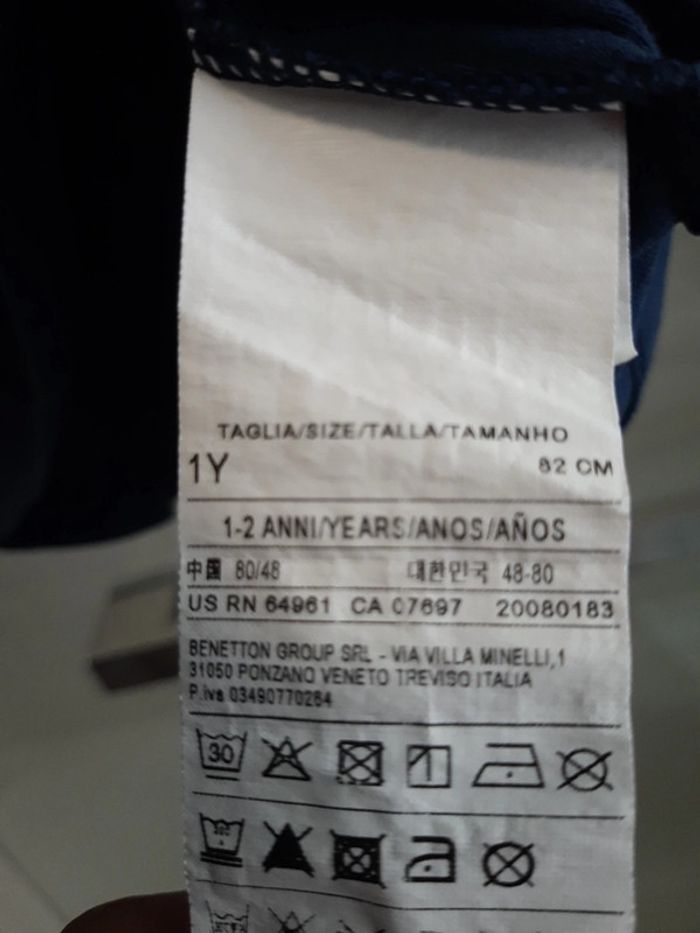 TAGLIA/SIZE/TALLA/TAMANHO
1Y 82 CM
1-2 ANNI/YEARS/ANOS/AÑOS
中国 80/48 대한민국 48-80
US RN 64961 CA 07697 20080183
BENETTON GROUP SRL - VIA VILLA MINELLI,1
31050 PONZANO VENETO TREVISO ITALIA
P.iva 03490770264
30